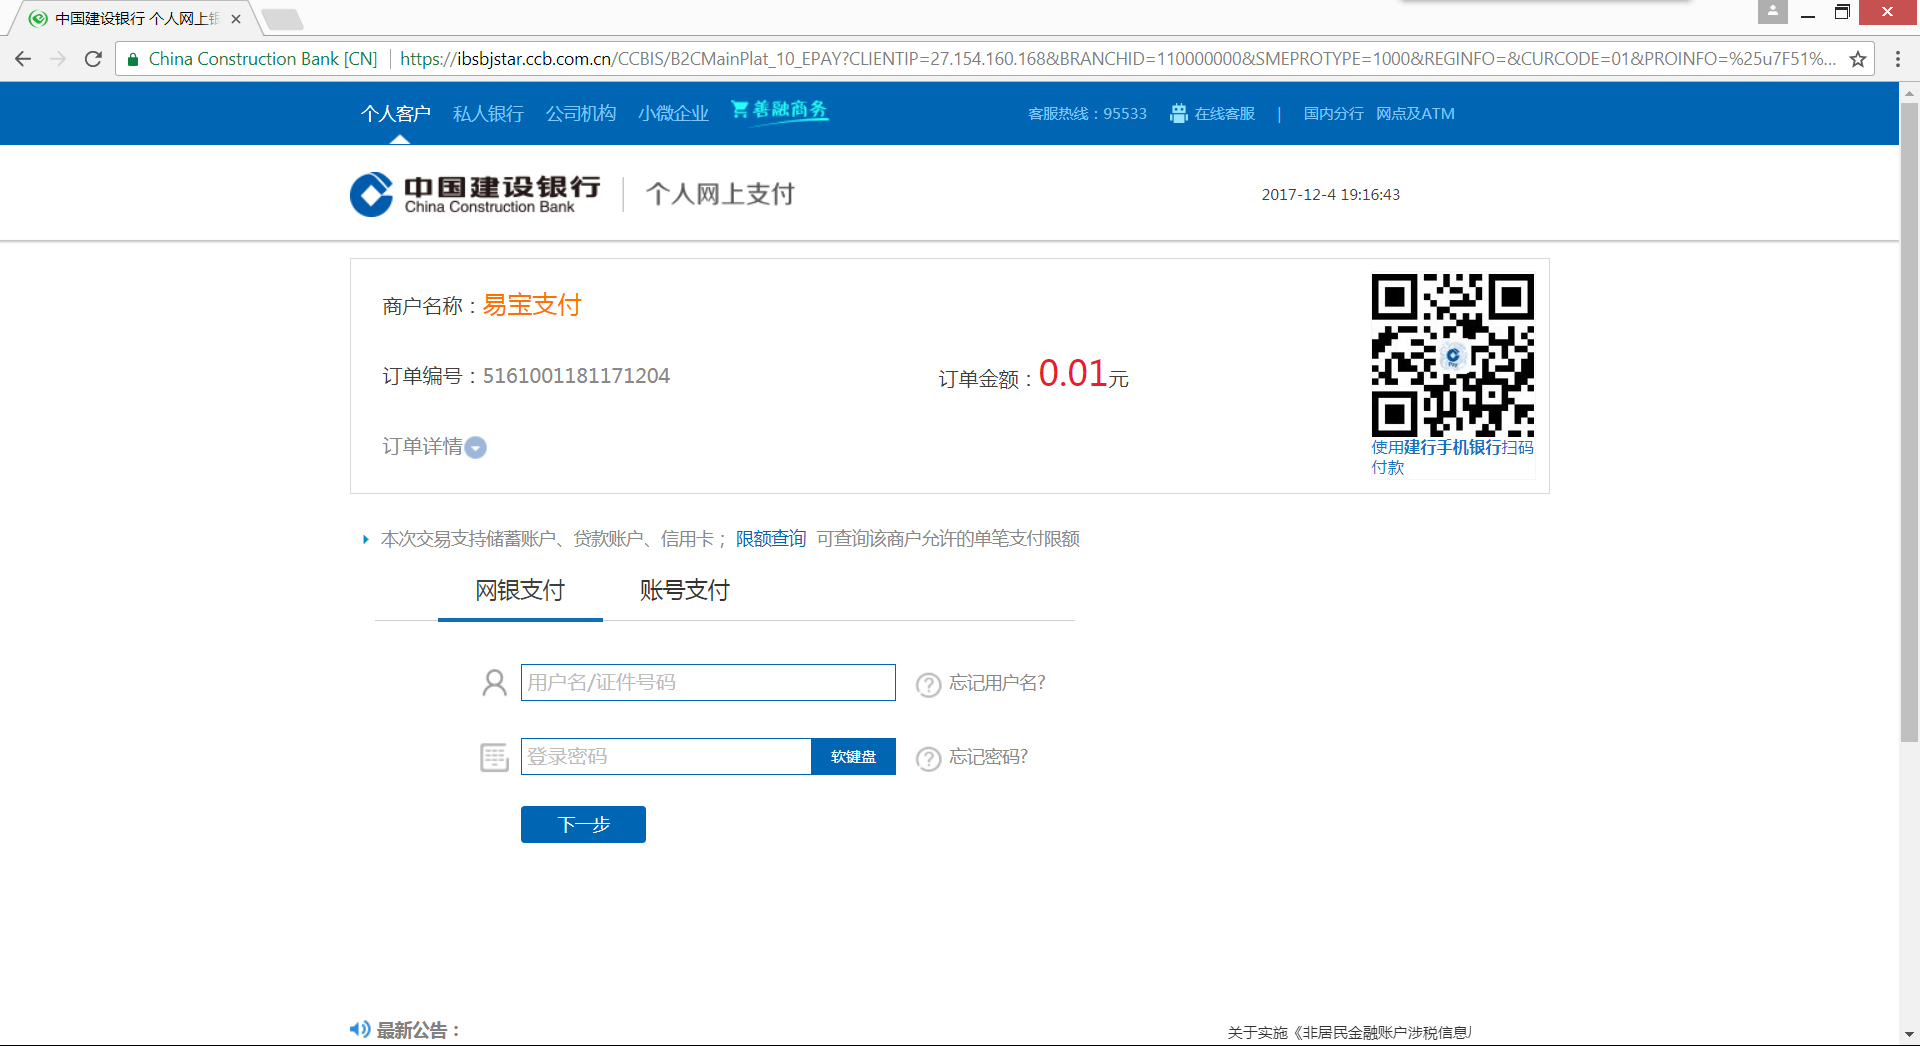 中国建设银行 个人网上银
China Construction Bank [CN]
https://ibsbjstar.ccb.com.cn/CCBIS/B2CMainPlat_10_EPAY?CLIENTIP=27.154.160.168&BRANCHID=110000000&SMEPROTYPE=1000&REGINFO=&CURCODE=01&PROINFO=%25u7F51%...
个人客户 私人银行 公司机构 小微企业 善融商务 客服热线：95533 在线客服 | 国内分行 网点及ATM
中国建设银行 个人网上支付
China Construction Bank
2017-12-4 19:16:43
商户名称：易宝支付
订单编号：5161001181171204
订单金额：0.01元
订单详情
使用建行手机银行扫码
付款
本次交易支持储蓄账户、贷款账户、信用卡；限额查询 可查询该商户允许的单笔支付限额
网银支付 账号支付
用户名/证件号码 忘记用户名?
登录密码 软键盘 忘记密码?
下一步
最新公告：
关于实施《非居民金融账户涉税信息